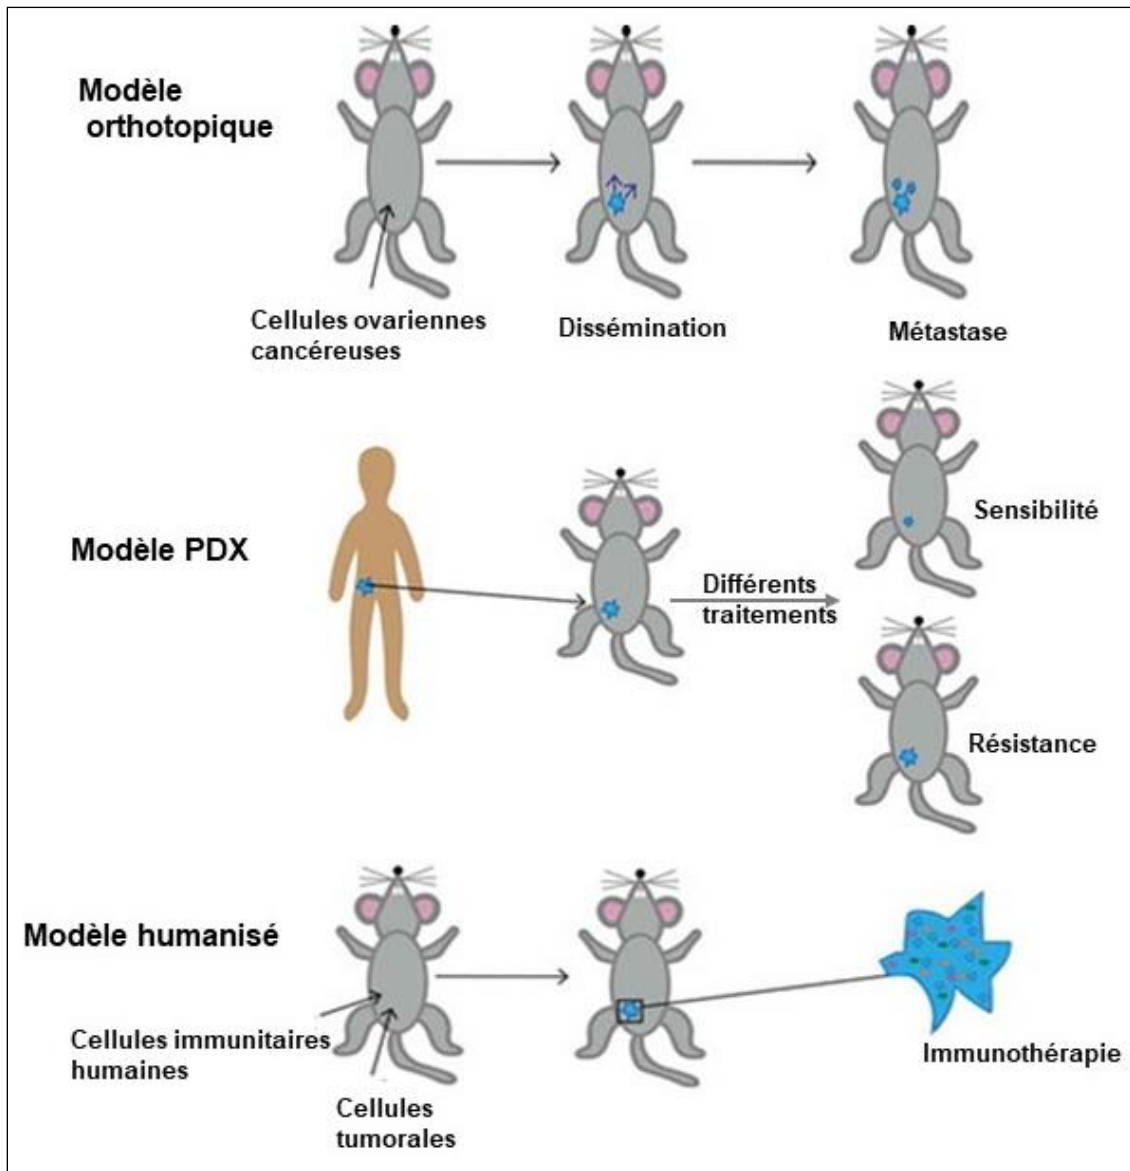 Modèle
orthotopique
Cellules ovariennes
cancéreuses
Dissémination
Métastase
Modèle PDX
Différents
traitements
Sensibilité
Résistance
Modèle humanisé
Cellules immunitaires
humaines
Cellules
tumorales
Immunothérapie